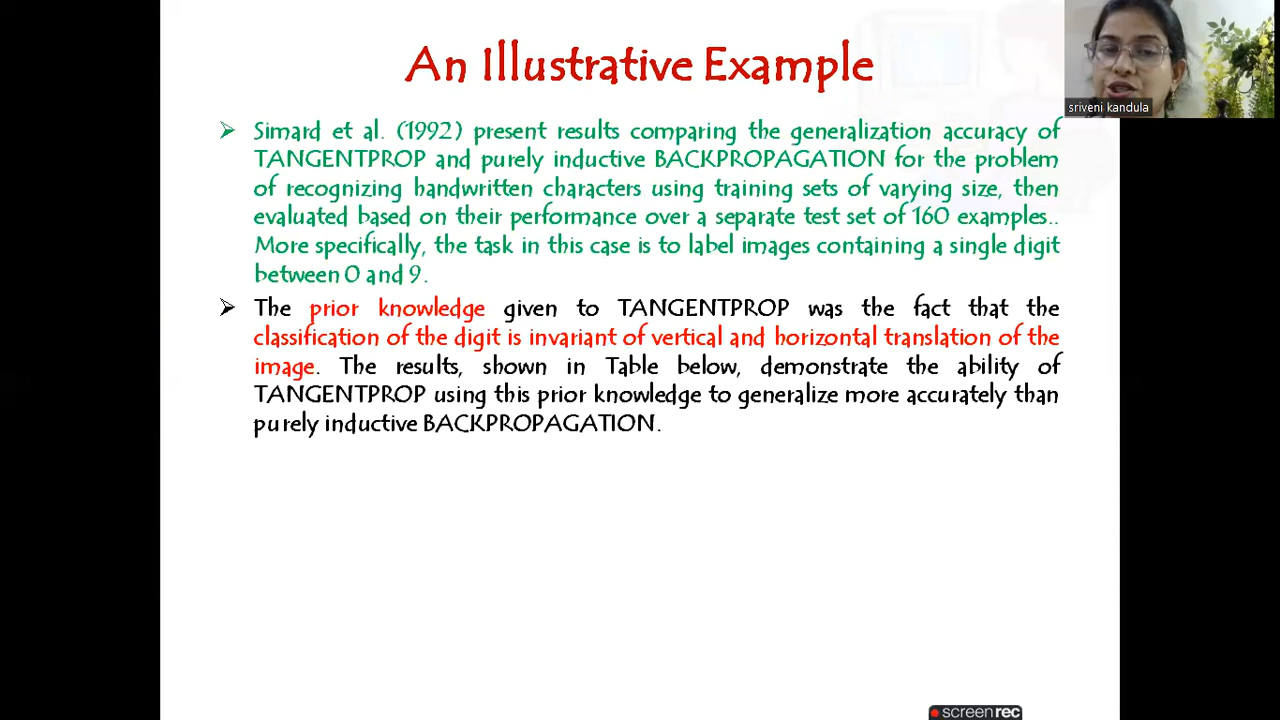 An Illustrative Example
sriveni kandula
Simard et al. (1992) present results comparing the generalization accuracy of
TANGENTPROP and purely inductive BACKPROPAGATION for the problem
of recognizing handwritten characters using training sets of varying size, then
evaluated based on their performance over a separate test set of 160 examples..
More specifically, the task in this case is to label images containing a single digit
between 0 and 9.
The prior knowledge given to TANGENTPROP was the fact that the
classification of the digit is invariant of vertical and horizontal translation of the
image. The results, shown in Table below, demonstrate the ability of
TANGENTPROP using this prior knowledge to generalize more accurately than
purely inductive BACKPROPAGATION.
screenrec